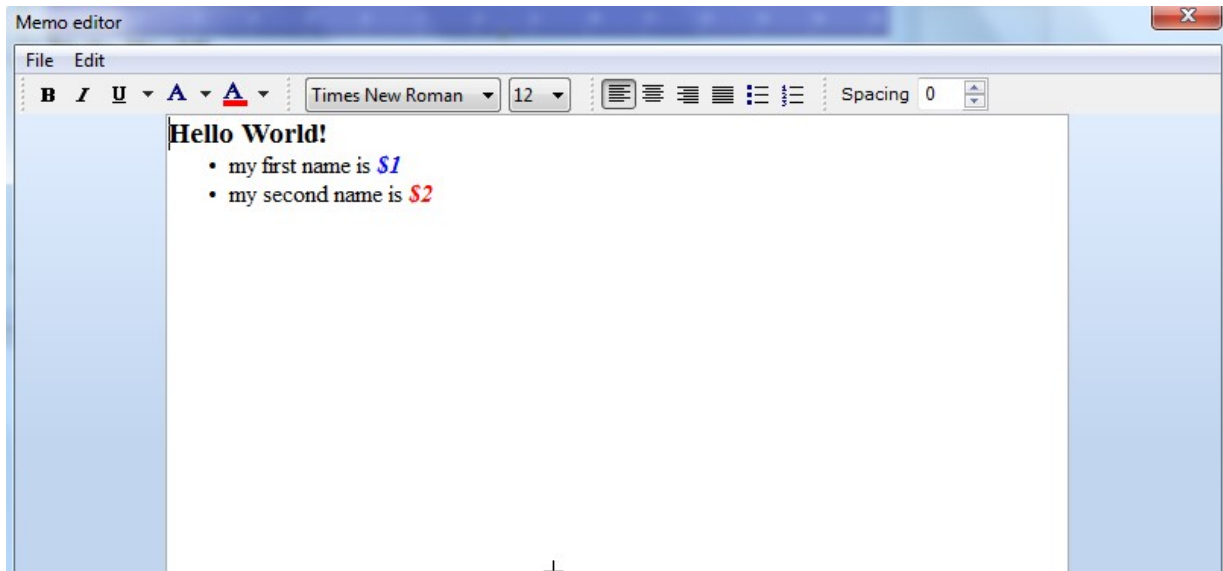 Memo editor
X
File Edit
B I U A A Times New Roman 12 Spacing 0
Hello World!
• my first name is $1
• my second name is $2